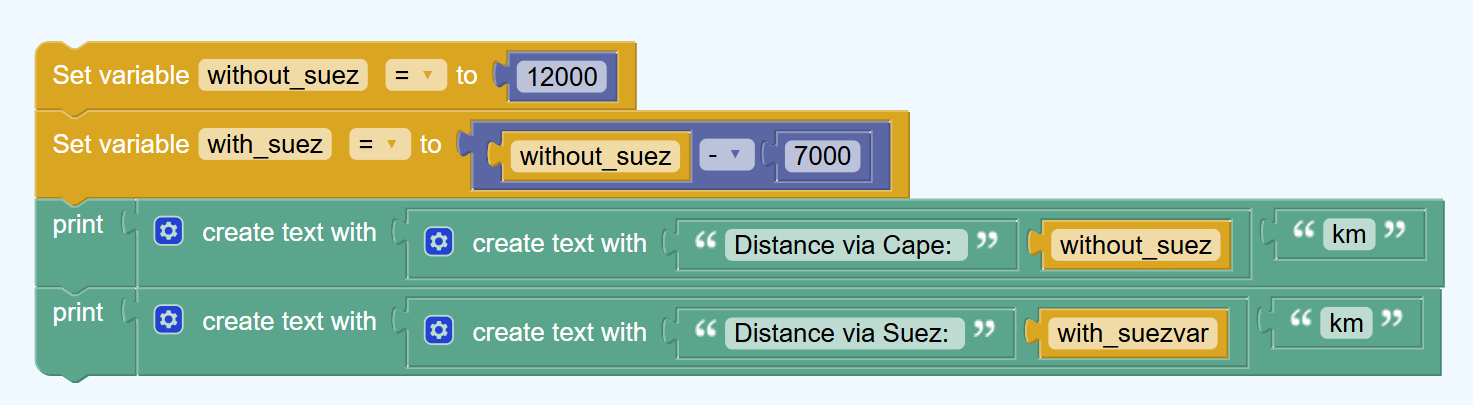 Set variable without_suez = to 12000
Set variable with_suez = to without_suez - 7000
print create text with create text with “ Distance via Cape: ” without_suez “ km ”
print create text with create text with “ Distance via Suez: ” with_suezvar “ km ”